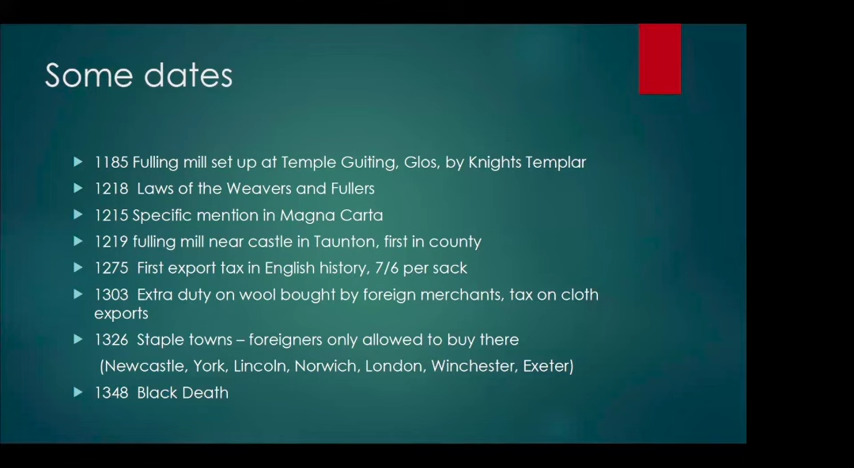 Some dates
1185 Fulling mill set up at Temple Guiting, Glos, by Knights Templar
1218 Laws of the Weavers and Fullers
1215 Specific mention in Magna Carta
1219 fulling mill near castle in Taunton, first in county
1275 First export tax in English history, 7/6 per sack
1303 Extra duty on wool bought by foreign merchants, tax on cloth
exports
1326 Staple towns – foreigners only allowed to buy there
(Newcastle, York, Lincoln, Norwich, London, Winchester, Exeter)
1348 Black Death